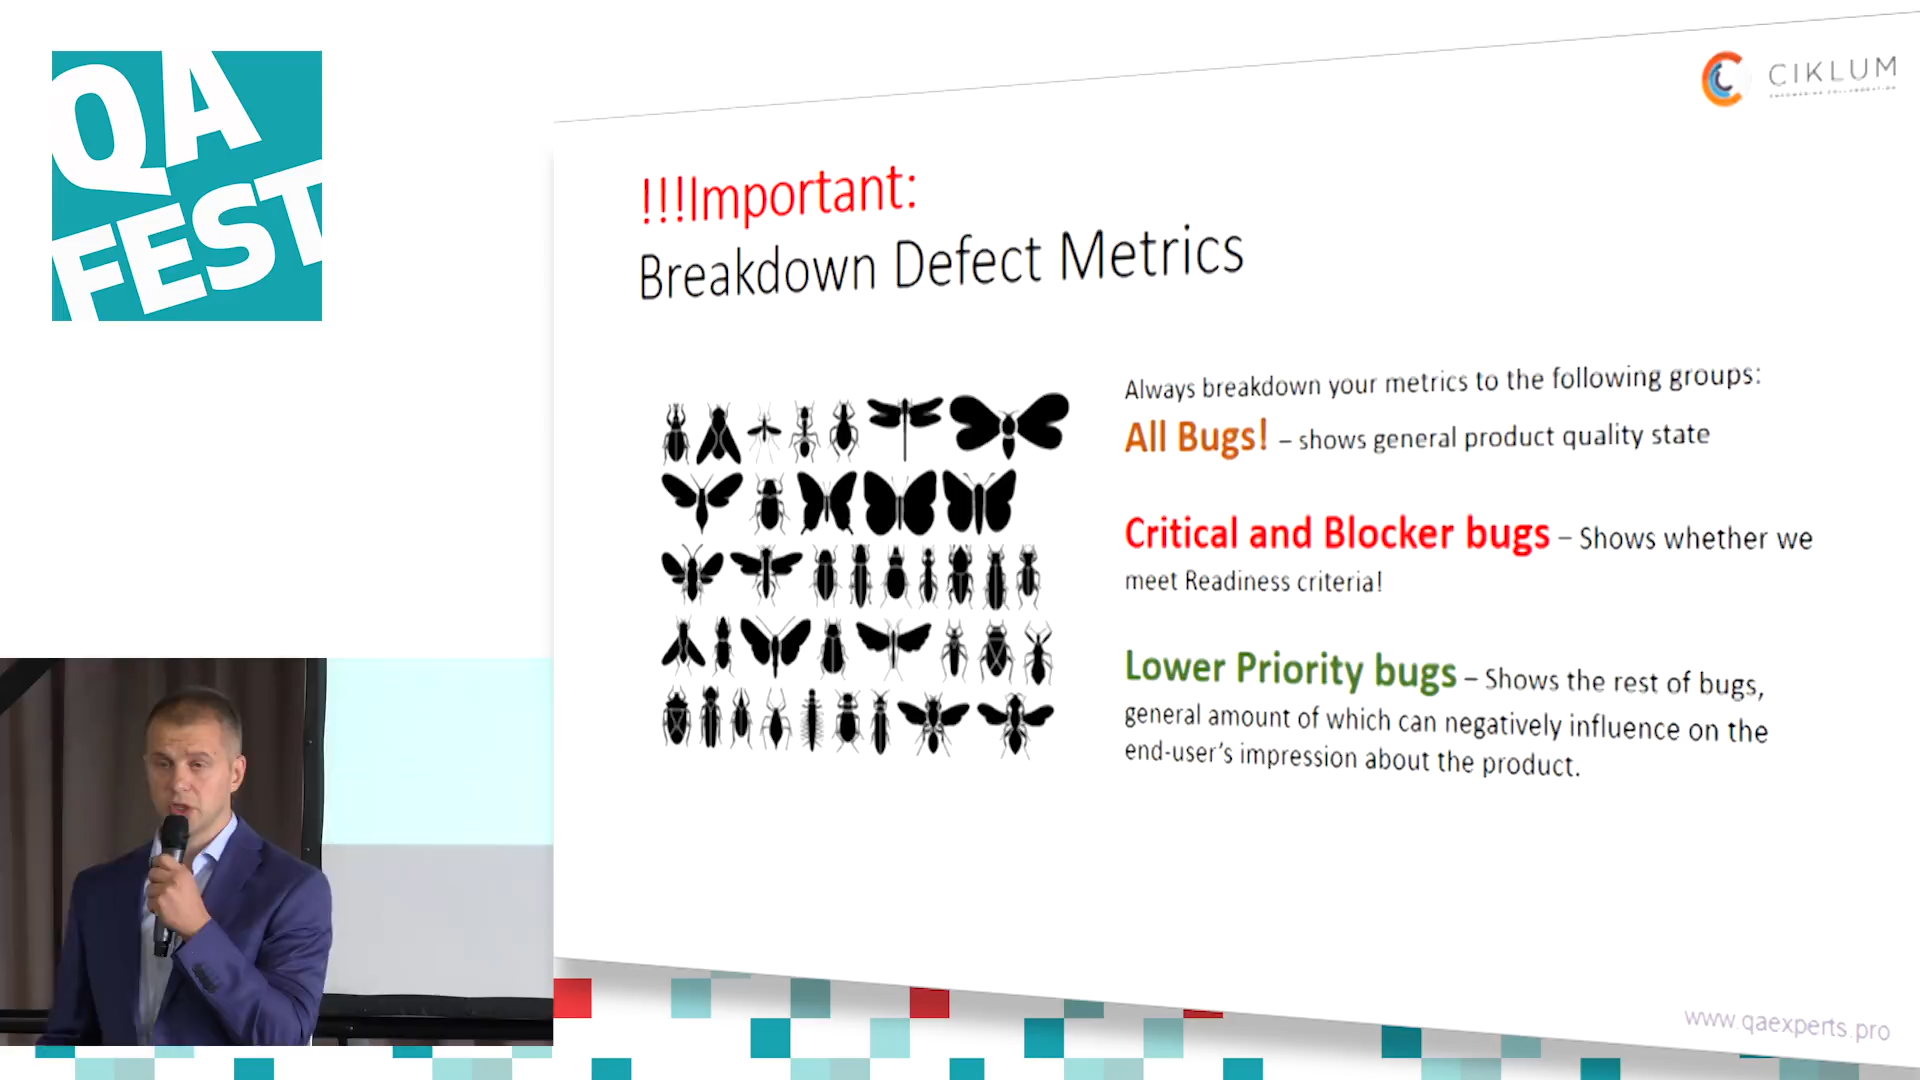 QA
FEST
CIKLUM
!!!Important:
Breakdown Defect Metrics
Always breakdown your metrics to the following groups:
All Bugs! – shows general product quality state
Critical and Blocker bugs – Shows whether we
meet Readiness criteria!
Lower Priority bugs – Shows the rest of bugs,
general amount of which can negatively influence on the
end-user's impression about the product.
www.qaexperts.pro